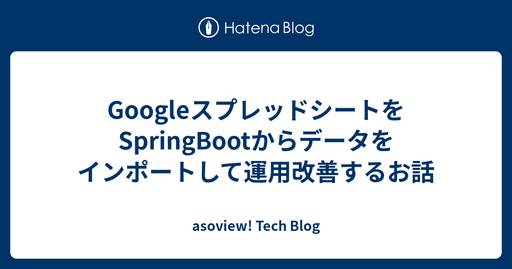 Hatena Blog
Googleスプレッドシートを
SpringBootからデータを
インポートして運用改善するお話
asoview! Tech Blog